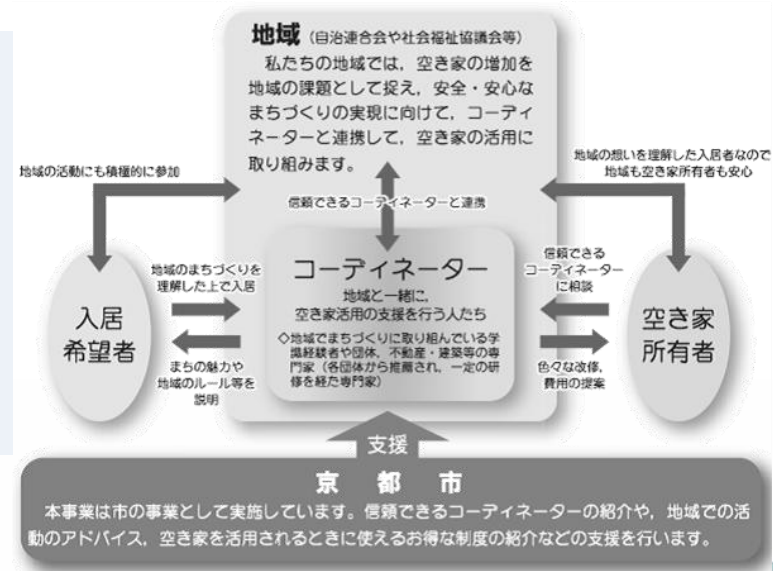 地域（自治連合会や社会福祉協議会等）
私たちの地域では，空き家の増加を
地域の課題として捉え，安全・安心な
まちづくりの実現に向けて，コーディ
ネーターと連携して，空き家の活用に
取り組みます。
地域の活動にも積極的に参加
地域の想いを理解した入居者なので
地域も空き家所有者も安心
信頼できるコーディネーターと連携
入居
希望者
地域のまちづくりを
理解した上で入居
まちの魅力や
地域のルール等を
説明
コーディネーター
地域と一緒に，
空き家活用の支援を行う人たち
◇地域でまちづくりに取り組んでいる学
識経験者や団体，不動産・建築等の専
門家（各団体から推薦され，一定の研
修を経た専門家）
信頼できる
コーディネーター
に相談
色々な改修，
費用の提案
空き家
所有者
支援
京都市
本事業は市の事業として実施しています。信頼できるコーディネーターの紹介や，地域での活
動のアドバイス，空き家を活用されるときに使えるお得な制度の紹介などの支援を行います。